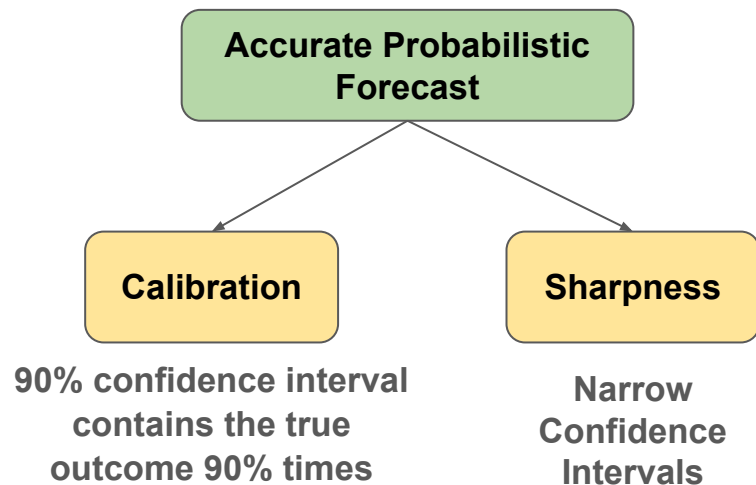 Accurate Probabilistic
Forecast
Calibration
90% confidence interval
contains the true
outcome 90% times
Sharpness
Narrow
Confidence
Intervals